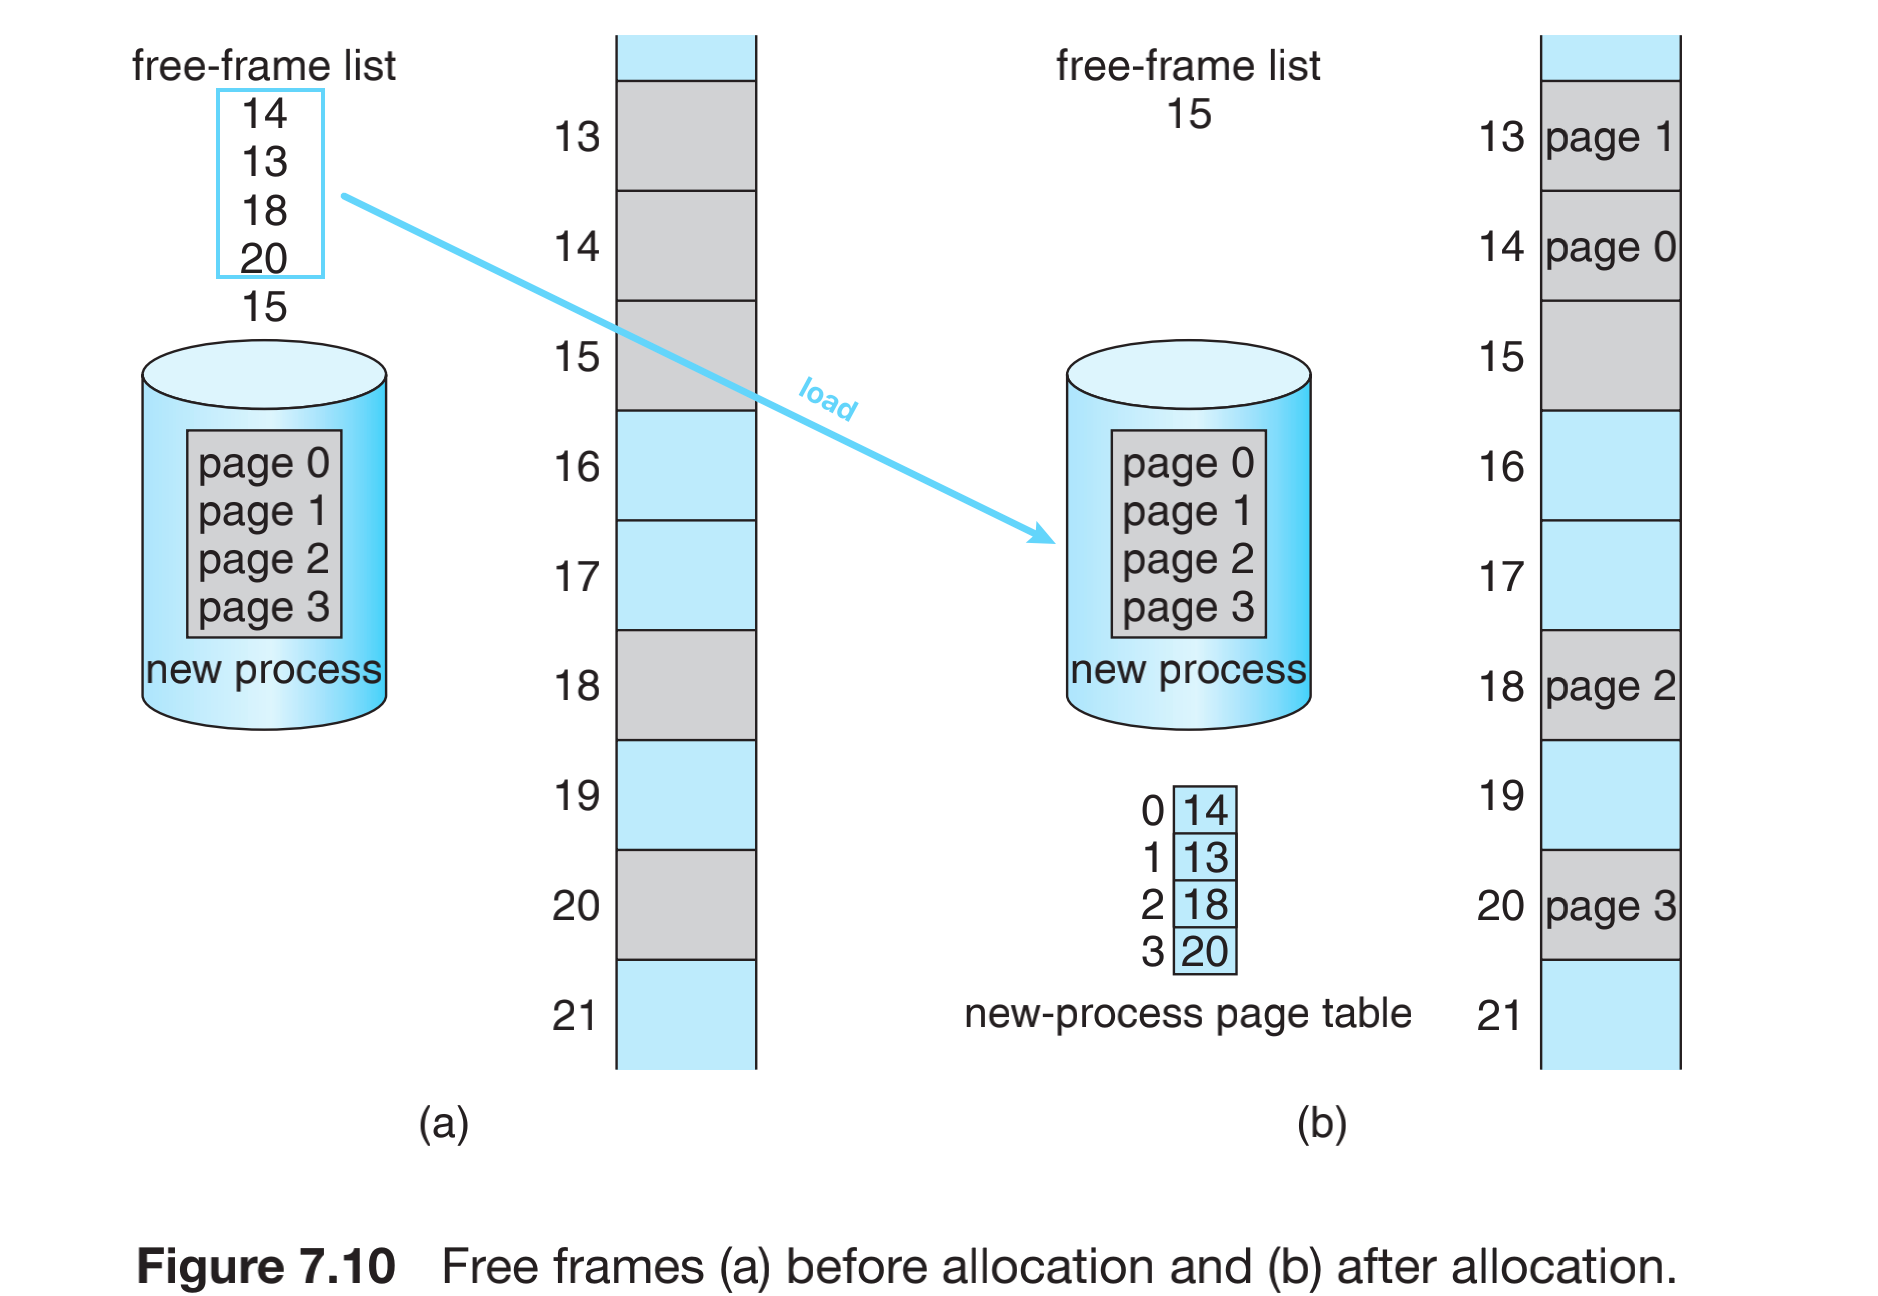 free-frame list
14
13
18
20
15
page 0
page 1
page 2
page 3
new process
13
14
15
16
17
18
19
20
21
(a)
load
free-frame list
15
page 0
page 1
page 2
page 3
new process
0 14
1 13
2 18
3 20
new-process page table
13 page 1
14 page 0
15
16
17
18 page 2
19
20 page 3
21
(b)
Figure 7.10 Free frames (a) before allocation and (b) after allocation.